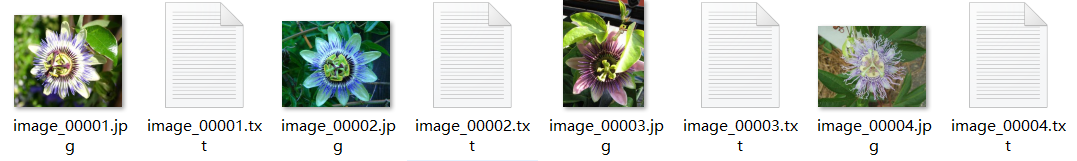 image_00001.jp
g
image_00001.tx
t
image_00002.jp
g
image_00002.tx
t
image_00003.jp
g
image_00003.tx
t
image_00004.jp
g
image_00004.tx
t